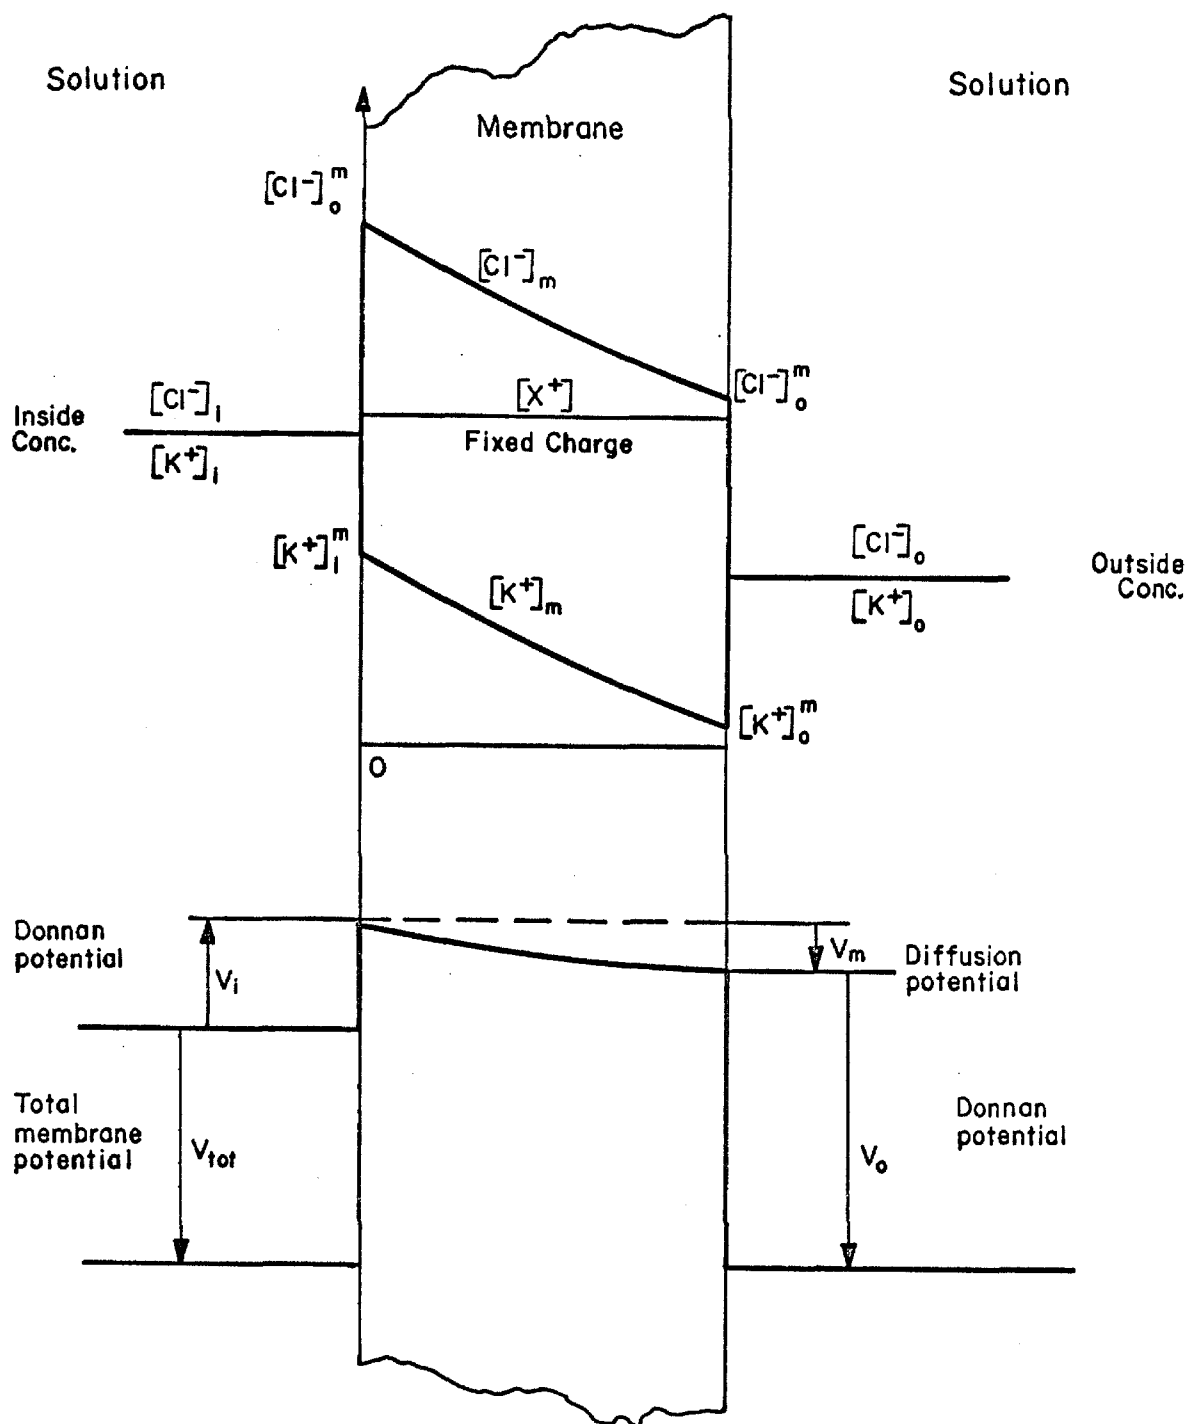 Solution
Solution
Membrane
[Cl⁻]ₒᵐ
[Cl⁻]ₘ
[Cl⁻]ₒᵐ
[X⁺]
Fixed Charge
[Cl⁻]ᵢ
Inside
Conc.
[K⁺]ᵢ
[K⁺]ᵢᵐ
[K⁺]ₘ
[K⁺]ₒᵐ
[Cl⁻]ₒ
Outside
Conc.
[K⁺]ₒ
O
Donnan
potential
Vᵢ
Vₘ
Diffusion
potential
Total
membrane
potential
Vₜₒₜ
Vₒ
Donnan
potential